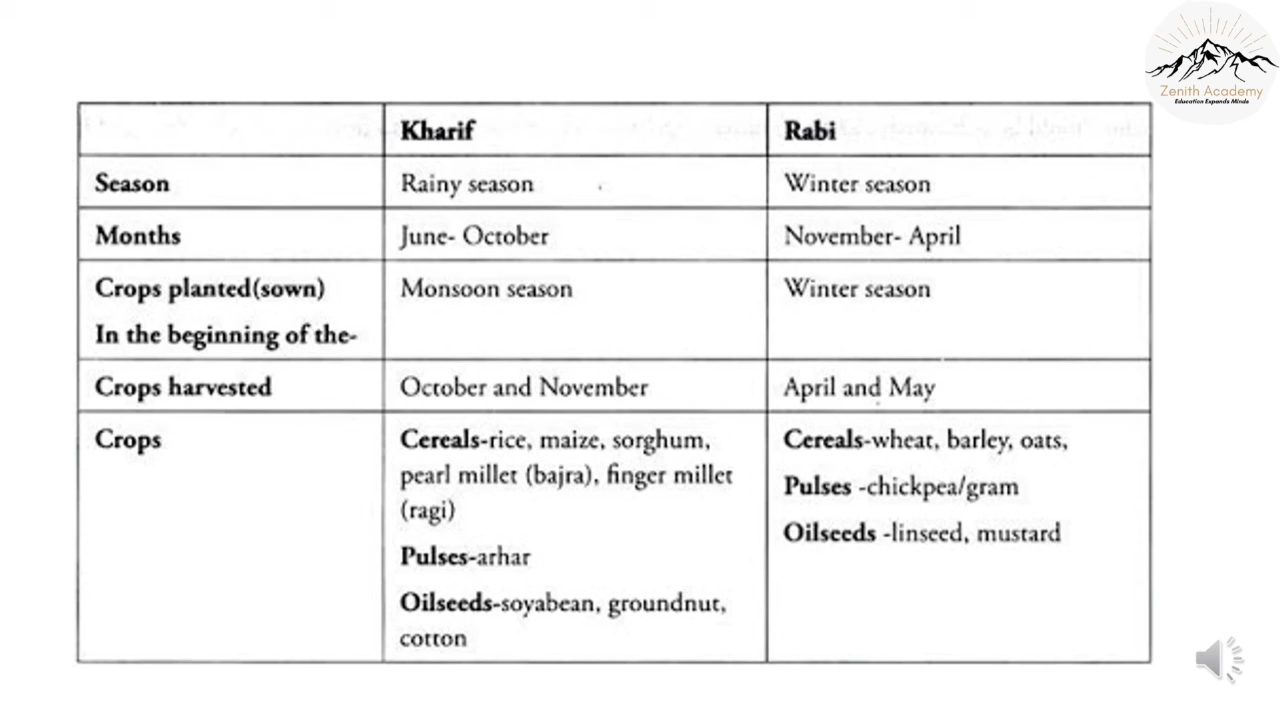 Zenith Academy
Education Expands Minds
Kharif
Rabi
Season
Rainy season
Winter season
Months
June- October
November- April
Crops planted(sown)
In the beginning of the-
Monsoon season
Winter season
Crops harvested
October and November
April and May
Crops
Cereals-rice, maize, sorghum,
pearl millet (bajra), finger millet
(ragi)
Pulses-arhar
Oilseeds-soyabean, groundnut,
cotton
Cereals-wheat, barley, oats,
Pulses -chickpea/gram
Oilseeds -linseed, mustard